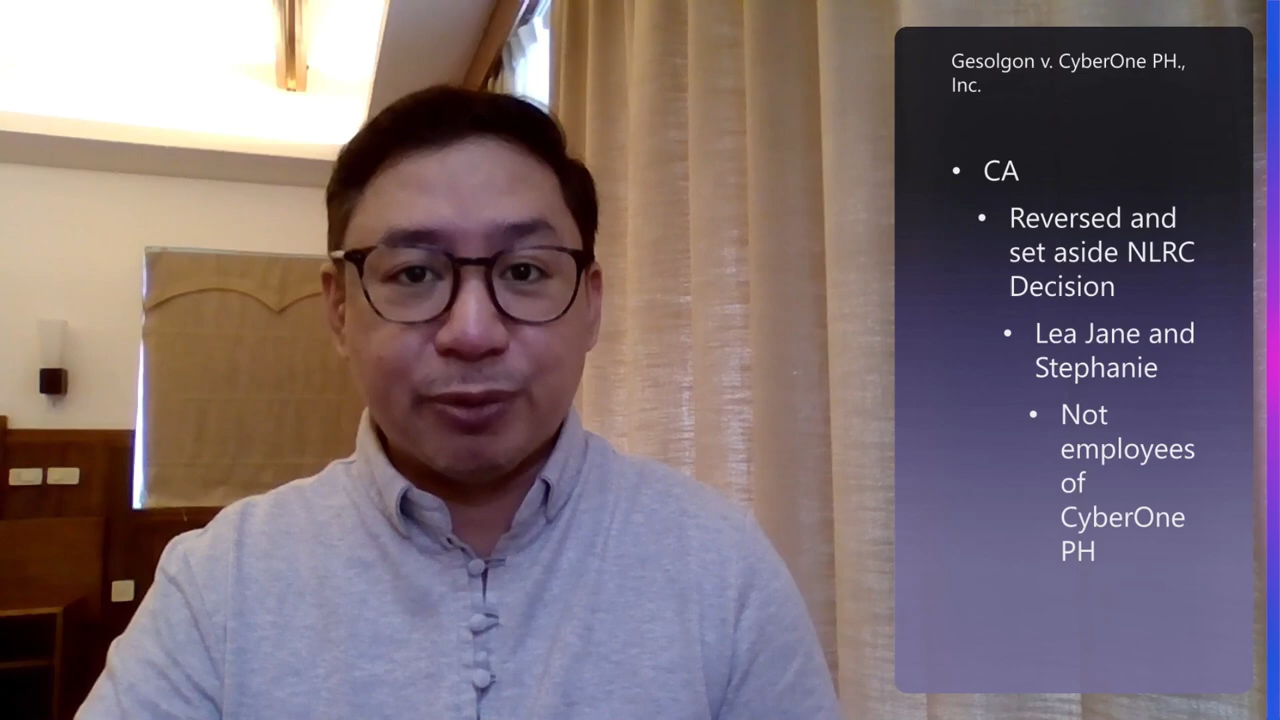 Gesolgon v. CyberOne PH.,
Inc.
• CA
• Reversed and
set aside NLRC
Decision
• Lea Jane and
Stephanie
• Not
employees
of
CyberOne
PH